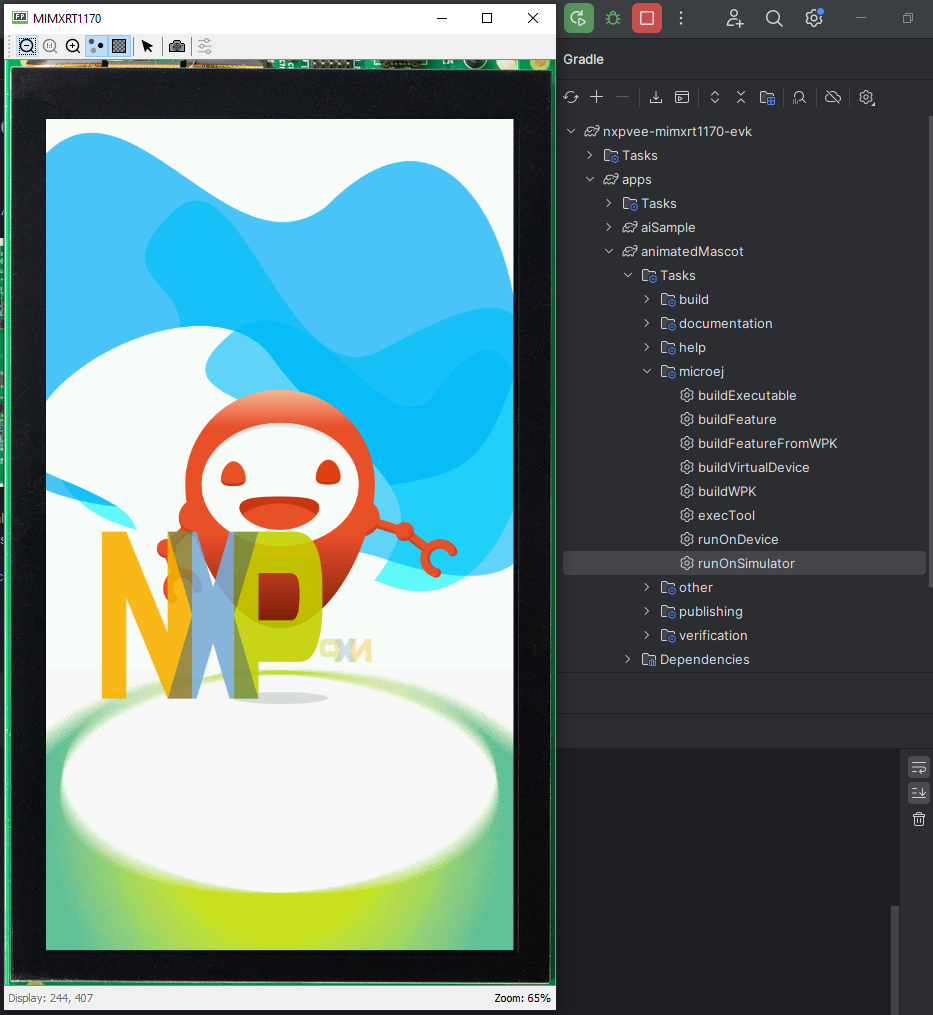 MIMXRT1170
Gradle
nxpvee-mimxrt1170-evk
Tasks
apps
Tasks
aiSample
animatedMascot
Tasks
build
documentation
help
microej
buildExecutable
buildFeature
buildFeatureFromWPK
buildVirtualDevice
buildWPK
execTool
runOnDevice
runOnSimulator
other
publishing
verification
Dependencies
NXP
NXP
Display: 244, 407
Zoom: 65%